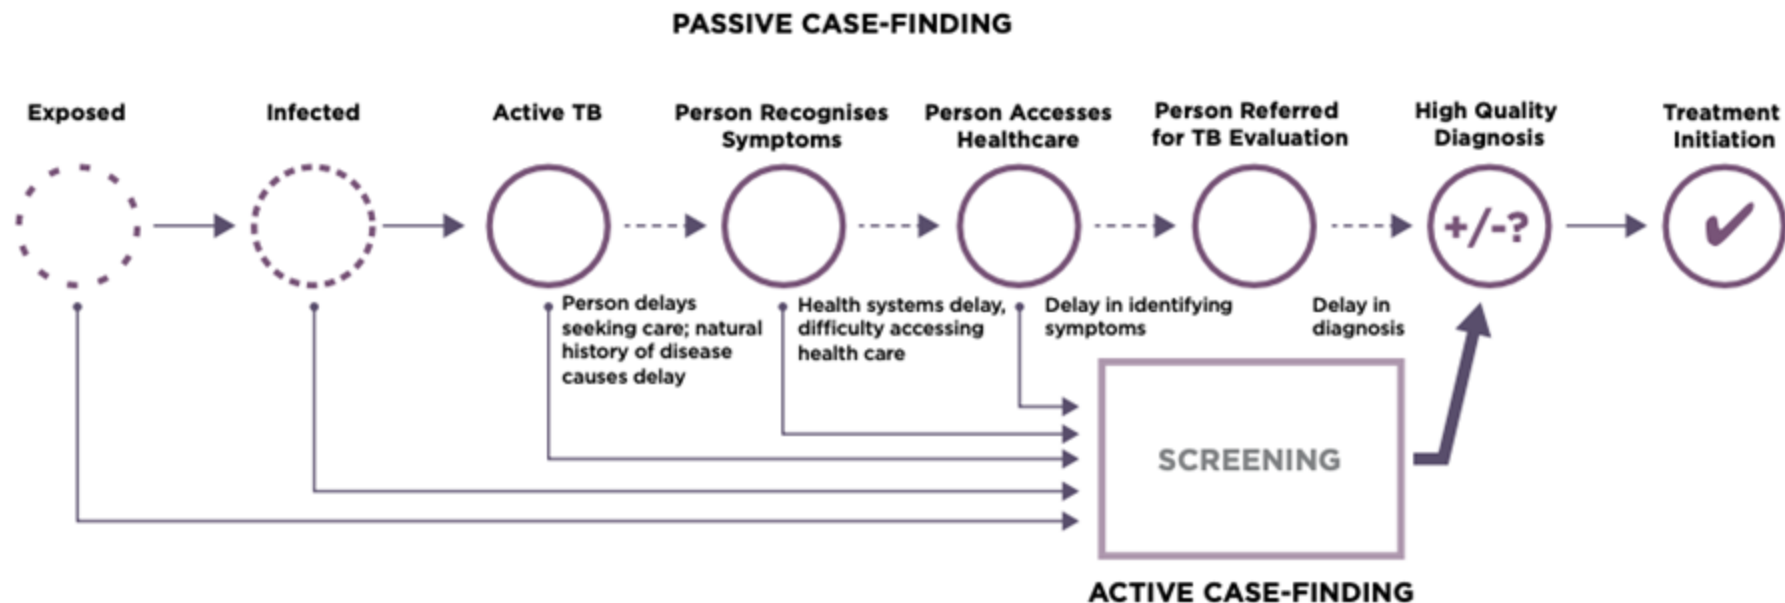 PASSIVE CASE-FINDING
Exposed
Infected
Active TB
Person Recognises
Symptoms
Person Accesses
Healthcare
Person Referred
for TB Evaluation
High Quality
Diagnosis
Treatment
Initiation
+/-?
Person delays
seeking care; natural
history of disease
causes delay
Health systems delay,
difficulty accessing
health care
Delay in identifying
symptoms
Delay in
diagnosis
SCREENING
ACTIVE CASE-FINDING